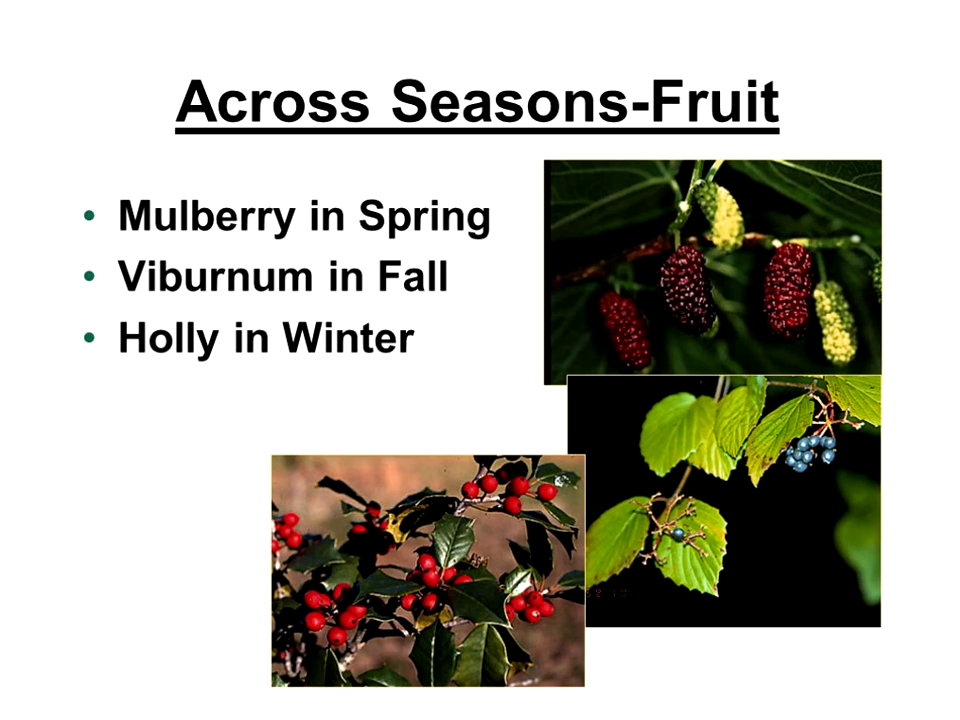 Across Seasons-Fruit
• Mulberry in Spring
• Viburnum in Fall
• Holly in Winter